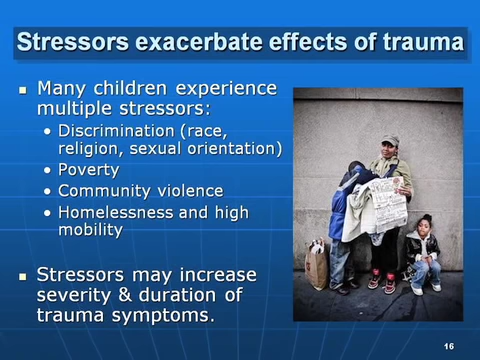 Stressors exacerbate effects of trauma
Many children experience
multiple stressors:
• Discrimination (race,
religion, sexual orientation)
• Poverty
• Community violence
• Homelessness and high
mobility
Stressors may increase
severity & duration of
trauma symptoms.
16